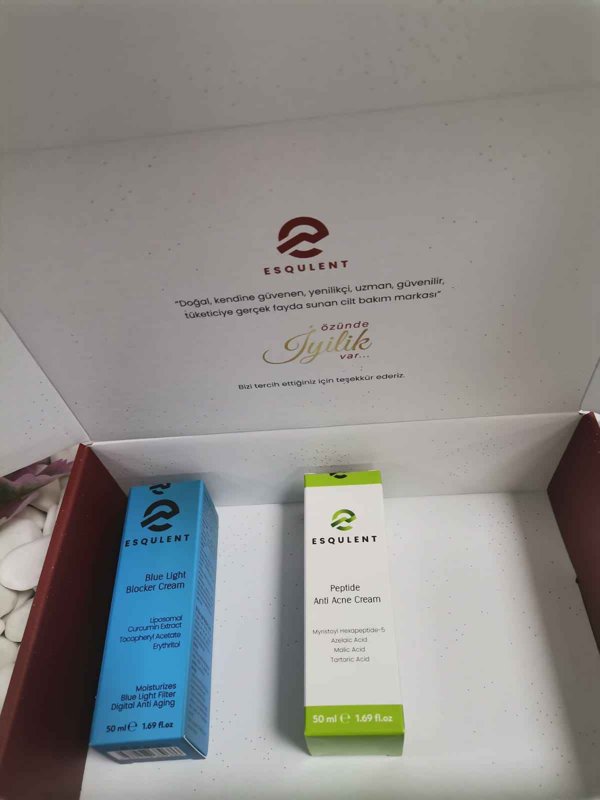 ESQULENT
“Doğal, kendine güvenen, yenilikçi, uzman, güvenilir,
tüketiciye gerçek fayda sunan cilt bakım markası”
özünde
İyilik
var...
Bizi tercih ettiğiniz için teşekkür ederiz.
ESQULENT
Blue Light
Blocker Cream
Liposomal
Curcumin Extract
Tocopheryl Acetate
Erythritol
Moisturizes
Blue Light Filter
Digital Anti Aging
50 ml e 1.69 fl.oz
ESQULENT
Peptide
Anti Acne Cream
Myristoyl Hexapeptide-5
Azelaic Acid
Malic Acid
Tartaric Acid
50 ml e 1.69 fl.oz